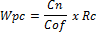 Wpc = Cn / Cof x Rc